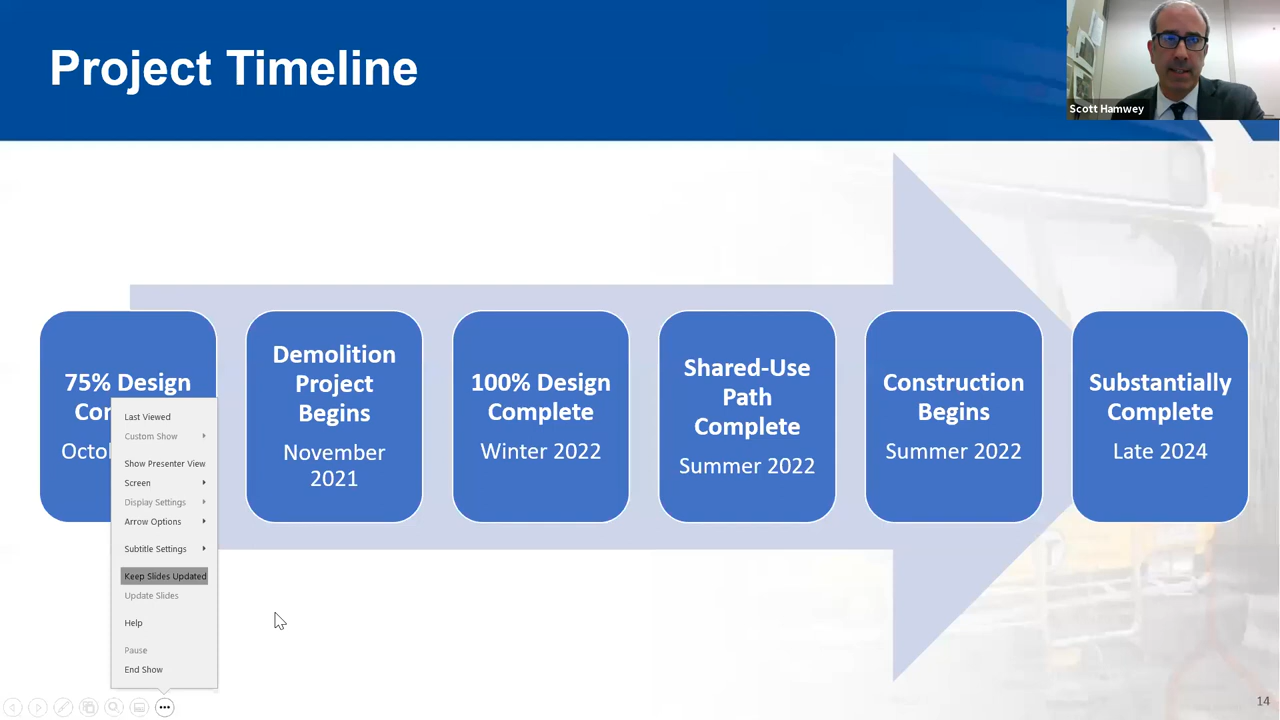 Project Timeline
Scott Hamwey
75% Design
Demolition
Project
Begins
November
2021
100% Design
Complete
Winter 2022
Shared-Use
Path
Complete
Summer 2022
Construction
Begins
Summer 2022
Substantially
Complete
Late 2024
Last Viewed
Custom Show
Show Presenter View
Screen
Display Settings
Arrow Options
Subtitle Settings
Keep Slides Updated
Update Slides
Help
Pause
End Show
14